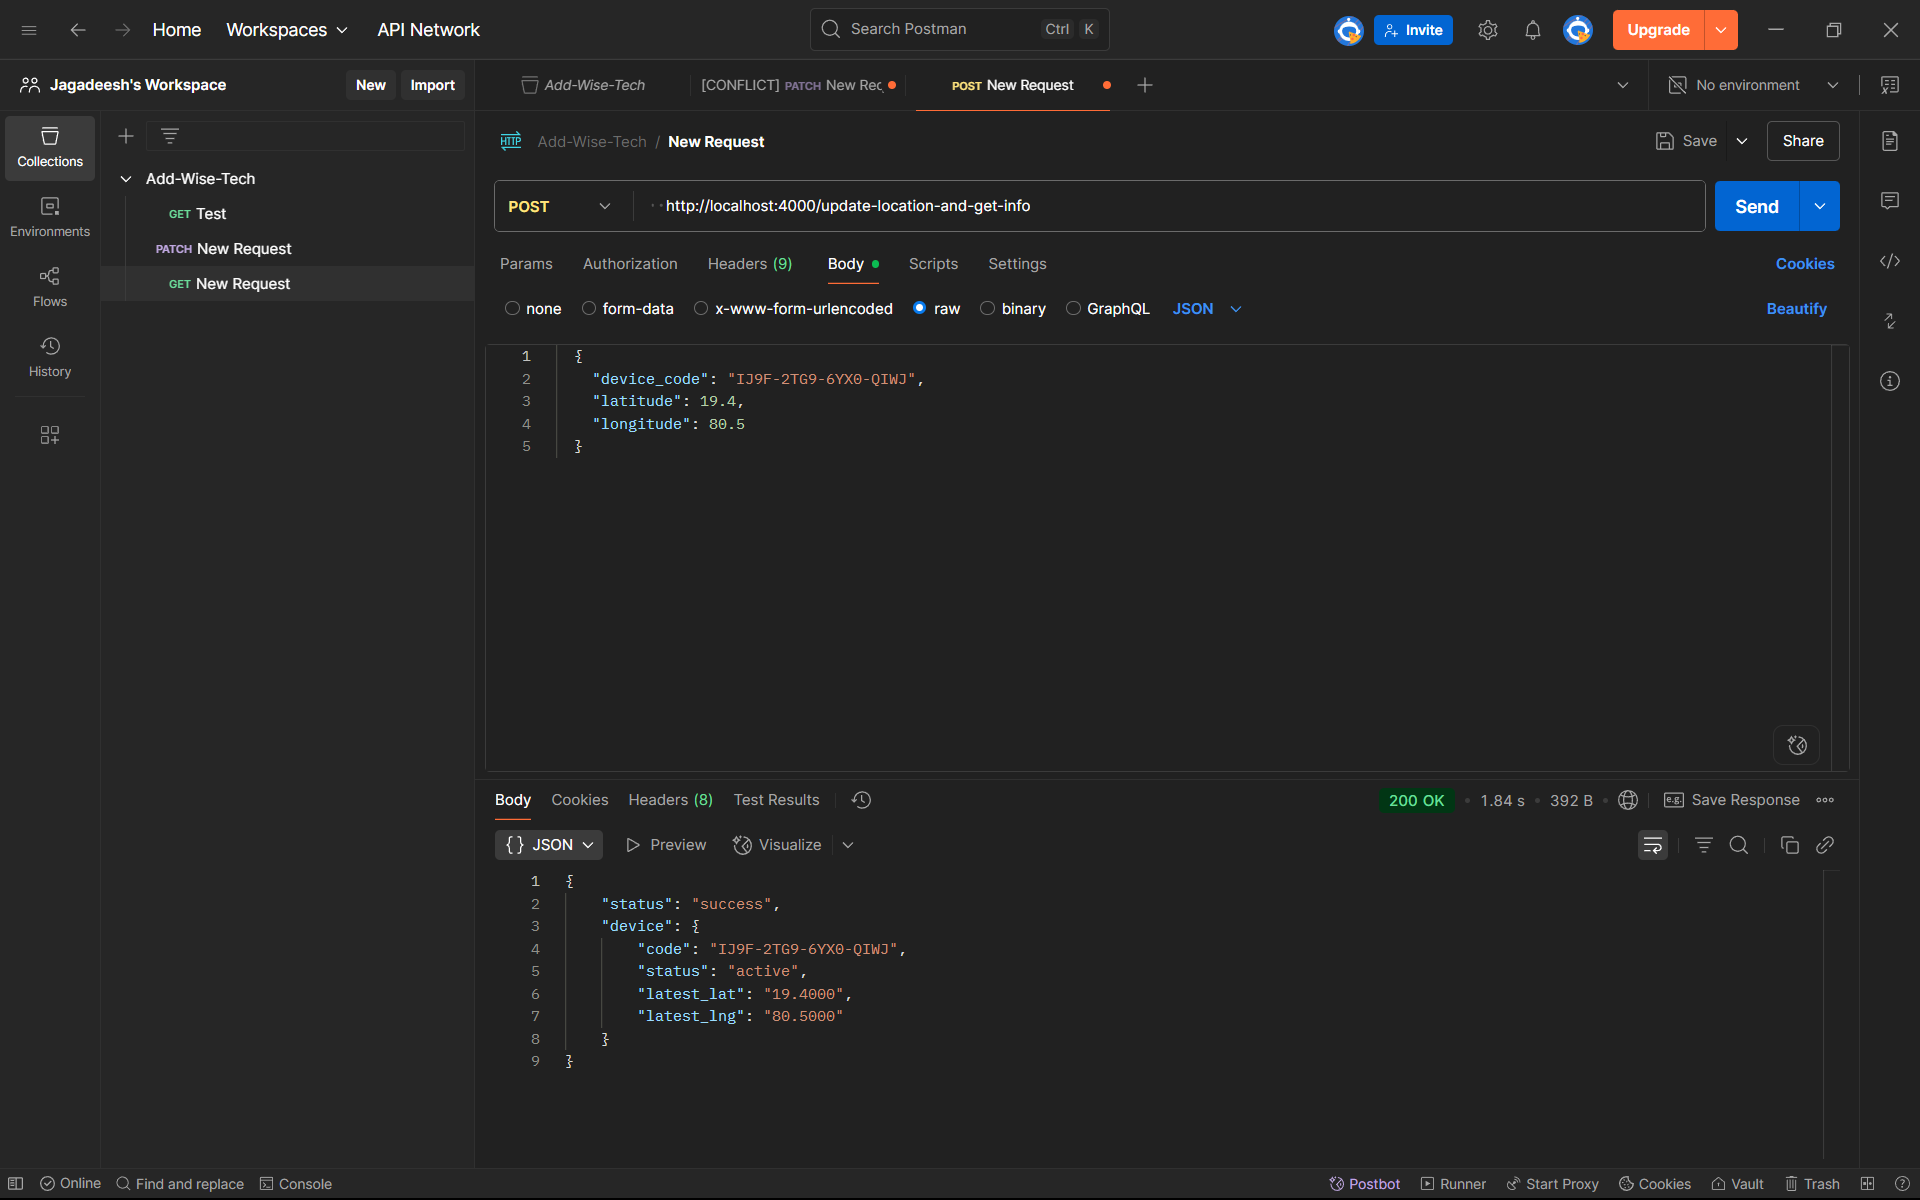 Home
Workspaces
API Network
Search Postman
Ctrl K
Invite
Upgrade
Jagadeesh's Workspace
New
Import
Add-Wise-Tech
[CONFLICT] PATCH New Rec
POST New Request
No environment
Collections
Environments
Flows
History
Add-Wise-Tech
GET Test
PATCH New Request
GET New Request
HTTP Add-Wise-Tech / New Request
Save
Share
POST
http://localhost:4000/update-location-and-get-info
Send
Params
Authorization
Headers (9)
Body
Scripts
Settings
Cookies
none
form-data
x-www-form-urlencoded
raw
binary
GraphQL
JSON
Beautify
1 {
2 "device_code": "IJ9F-2TG9-6YX0-QIWJ",
3 "latitude": 19.4,
4 "longitude": 80.5
5 }
Body
Cookies
Headers (8)
Test Results
200 OK
1.84 s
392 B
e.g. Save Response
{} JSON
Preview
Visualize
1 {
2 "status": "success",
3 "device": {
4 "code": "IJ9F-2TG9-6YX0-QIWJ",
5 "status": "active",
6 "latest_lat": "19.4000",
7 "latest_lng": "80.5000"
8 }
9 }
Online
Find and replace
Console
Postbot
Runner
Start Proxy
Cookies
Vault
Trash